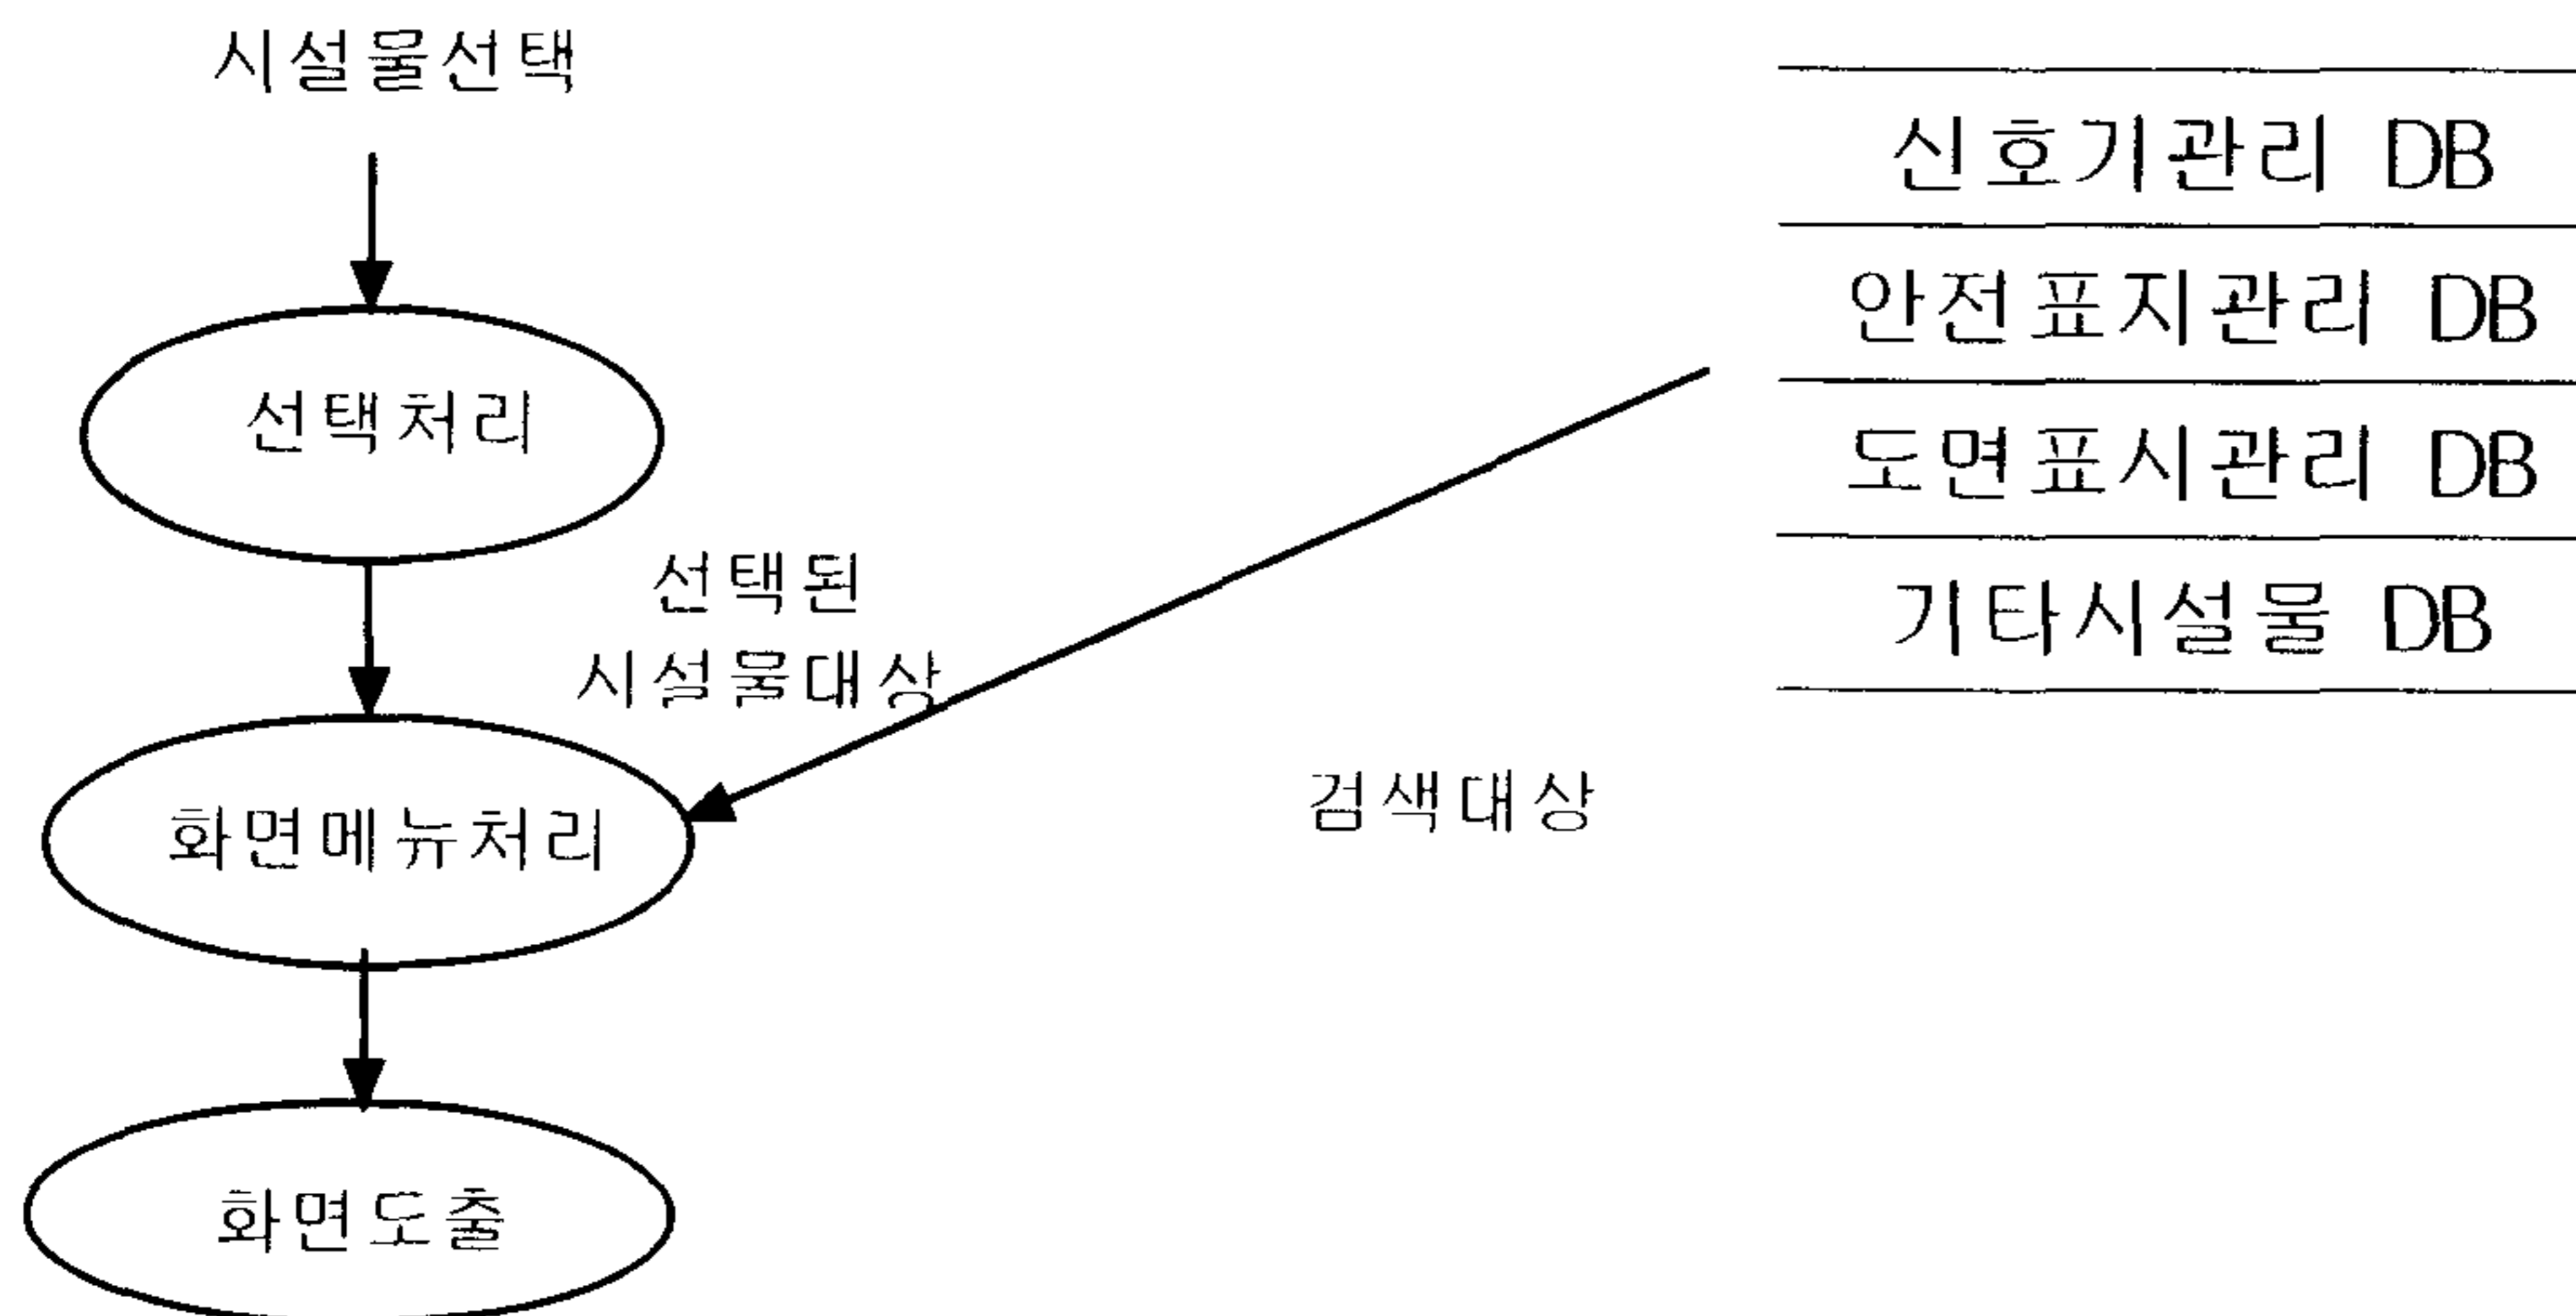 시설물선택
선택처리
선택된
시설물대상
화면메뉴처리
화면도출
신호기관리 DB
안전표지관리 DB
도면표시관리 DB
기타시설물 DB
검색대상